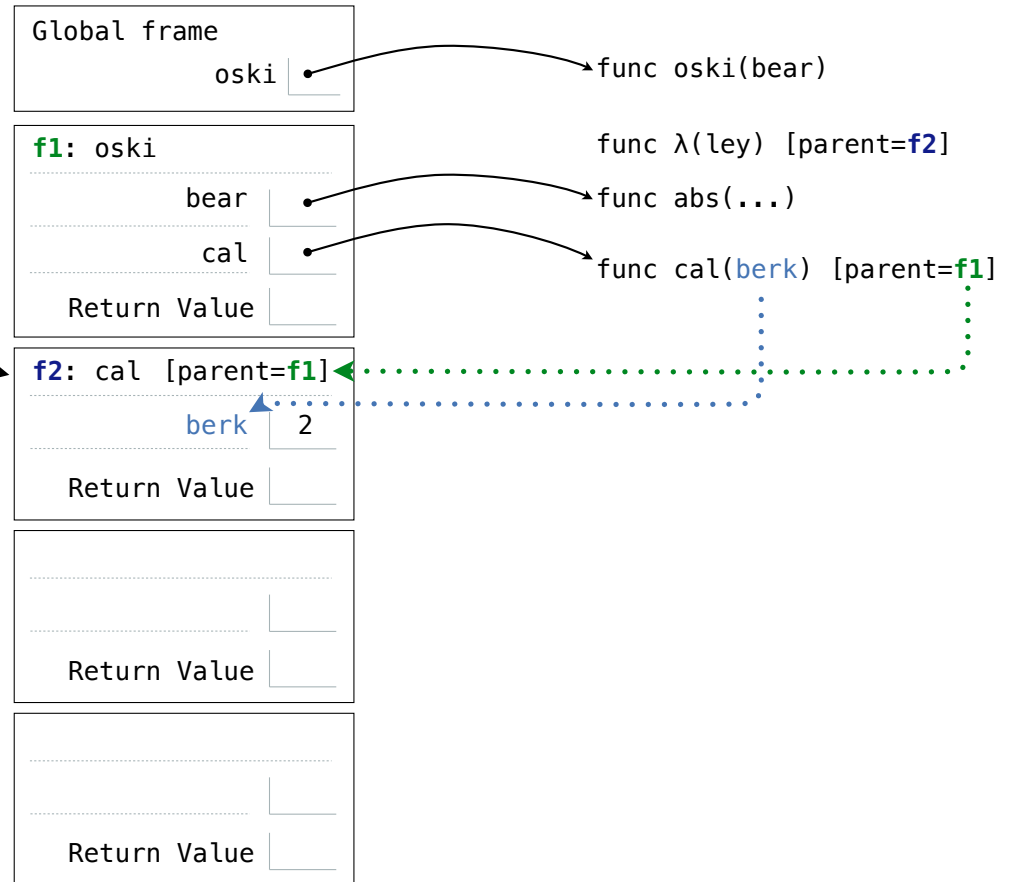 Global frame
oski
func oski(bear)
f1: oski
func λ(ley) [parent=f2]
bear
func abs(...)
cal
func cal(berk) [parent=f1]
Return Value
f2: cal [parent=f1]
berk 2
Return Value
Return Value
Return Value